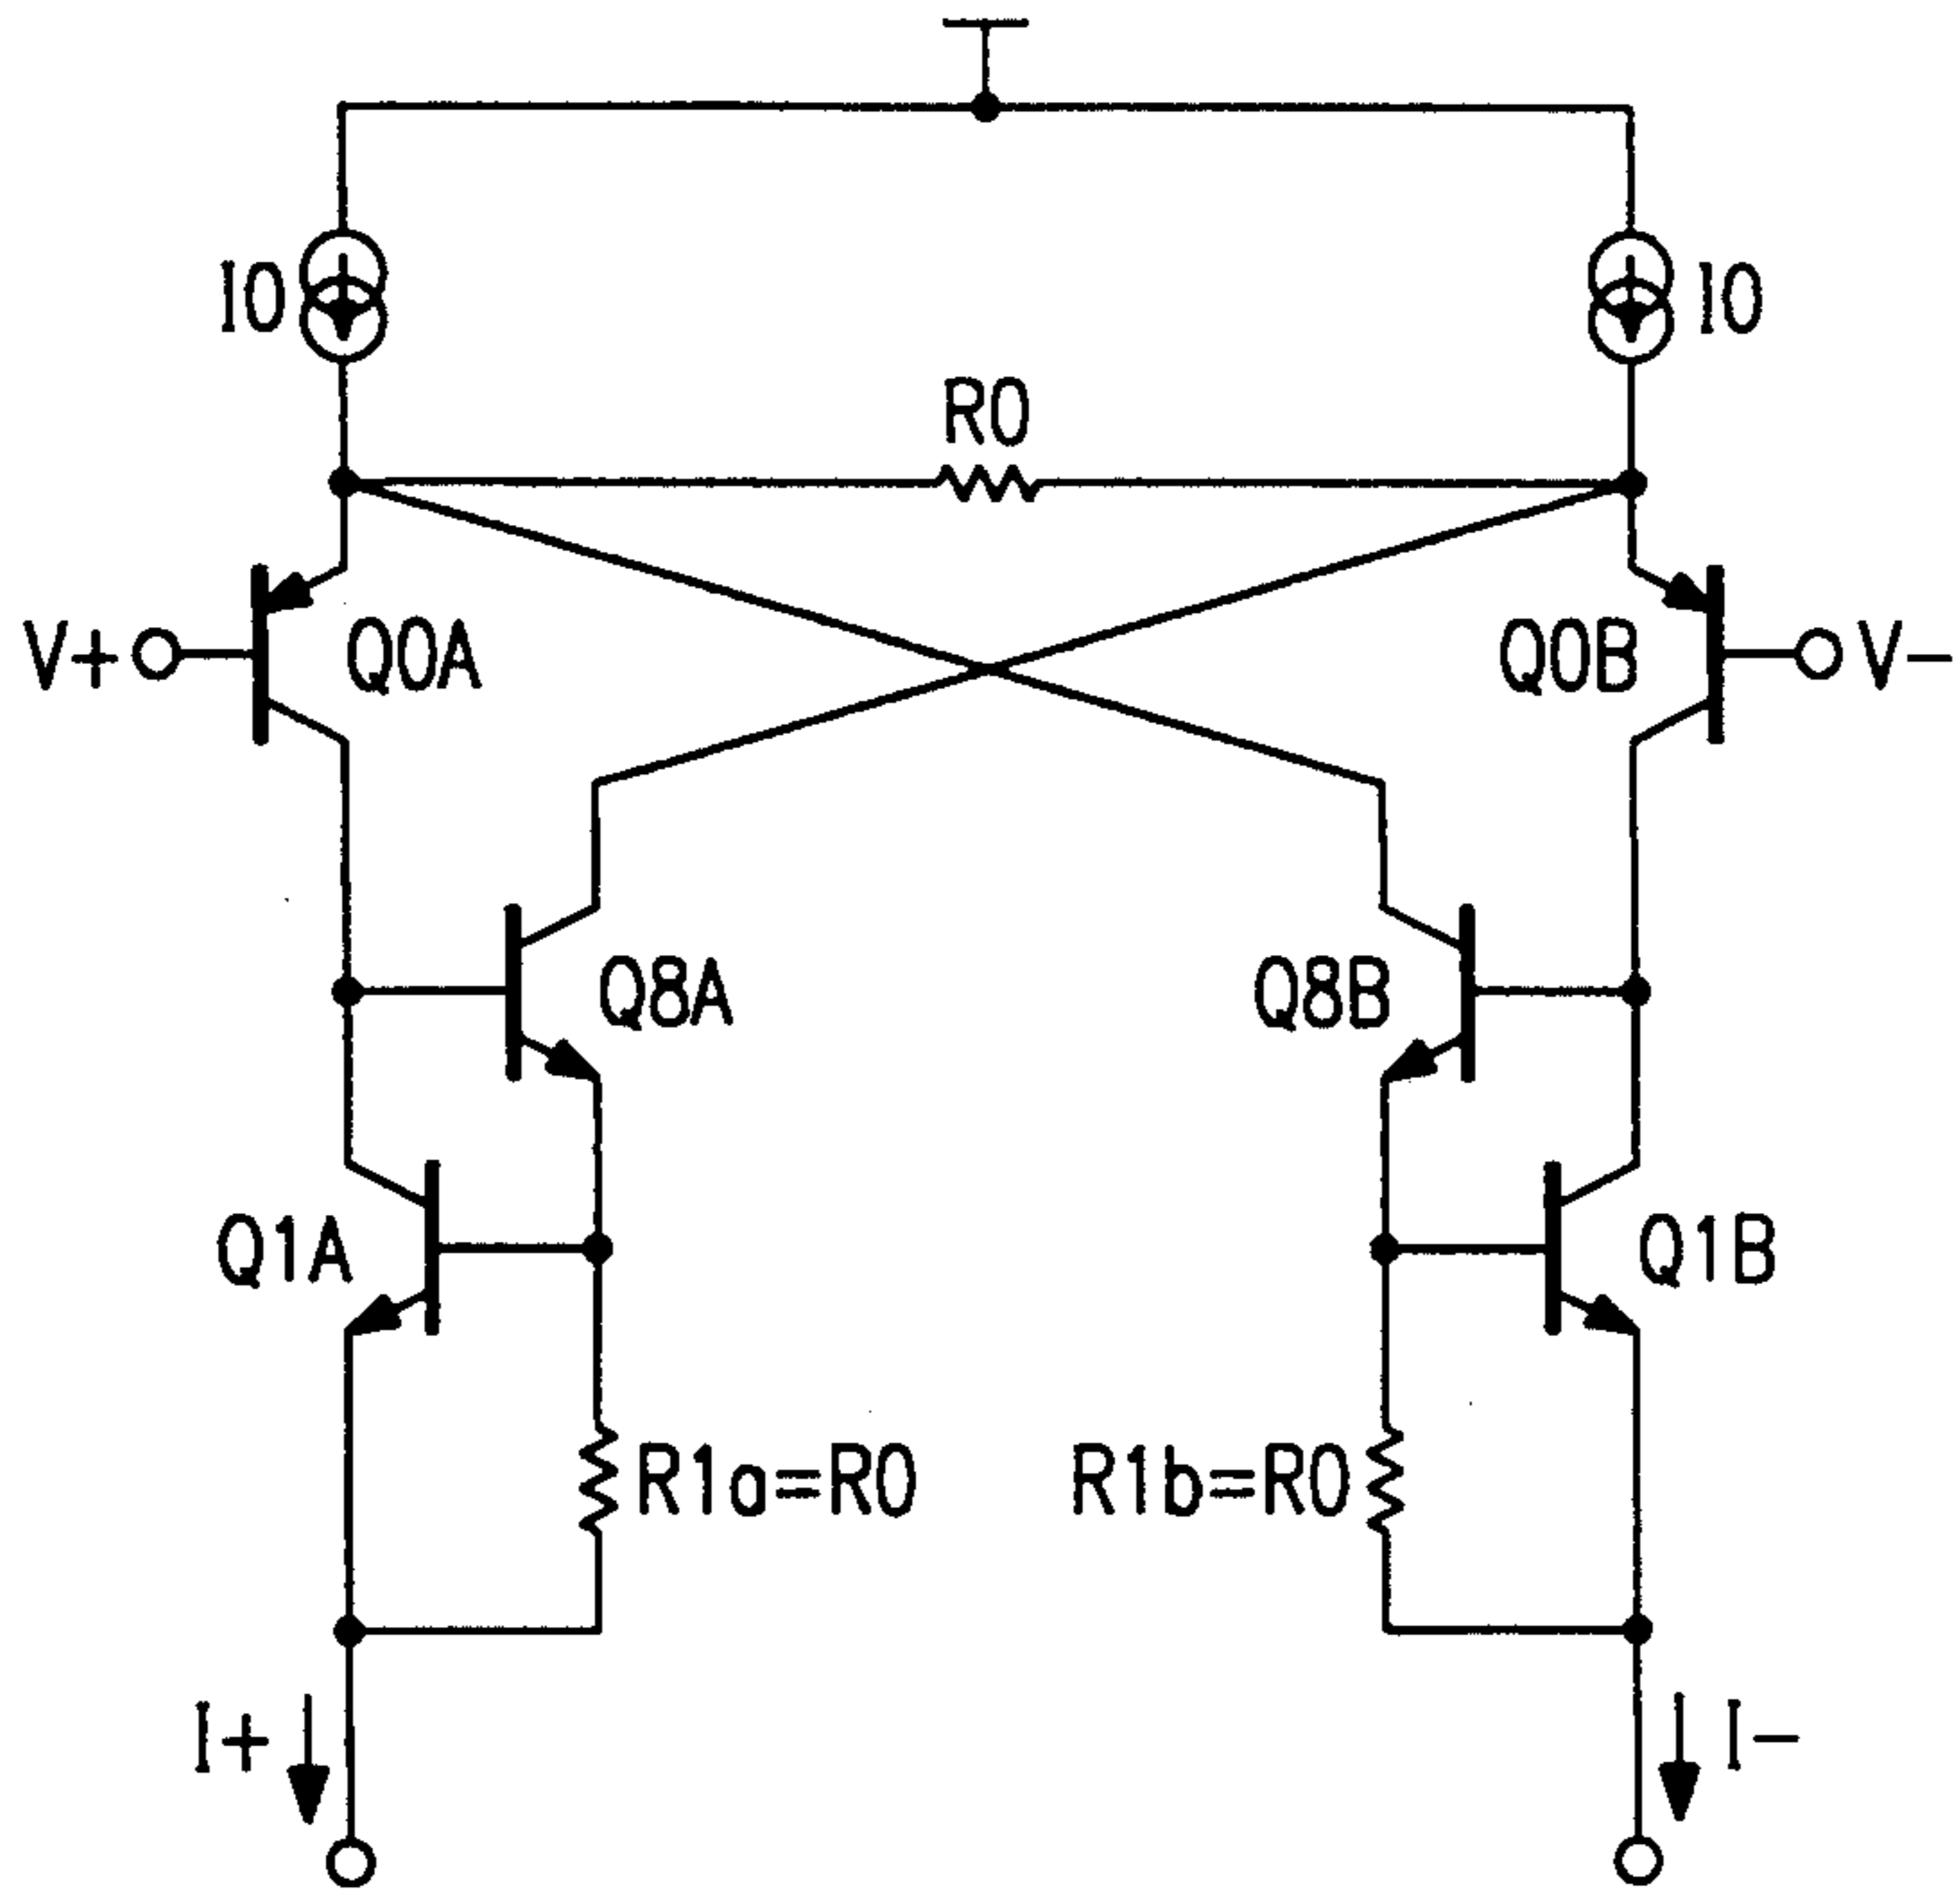 I0
I0
R0
V+
Q0A
Q0B
V-
Q8A
Q8B
Q1A
Q1B
R1a=R0
R1b=R0
I+
I-